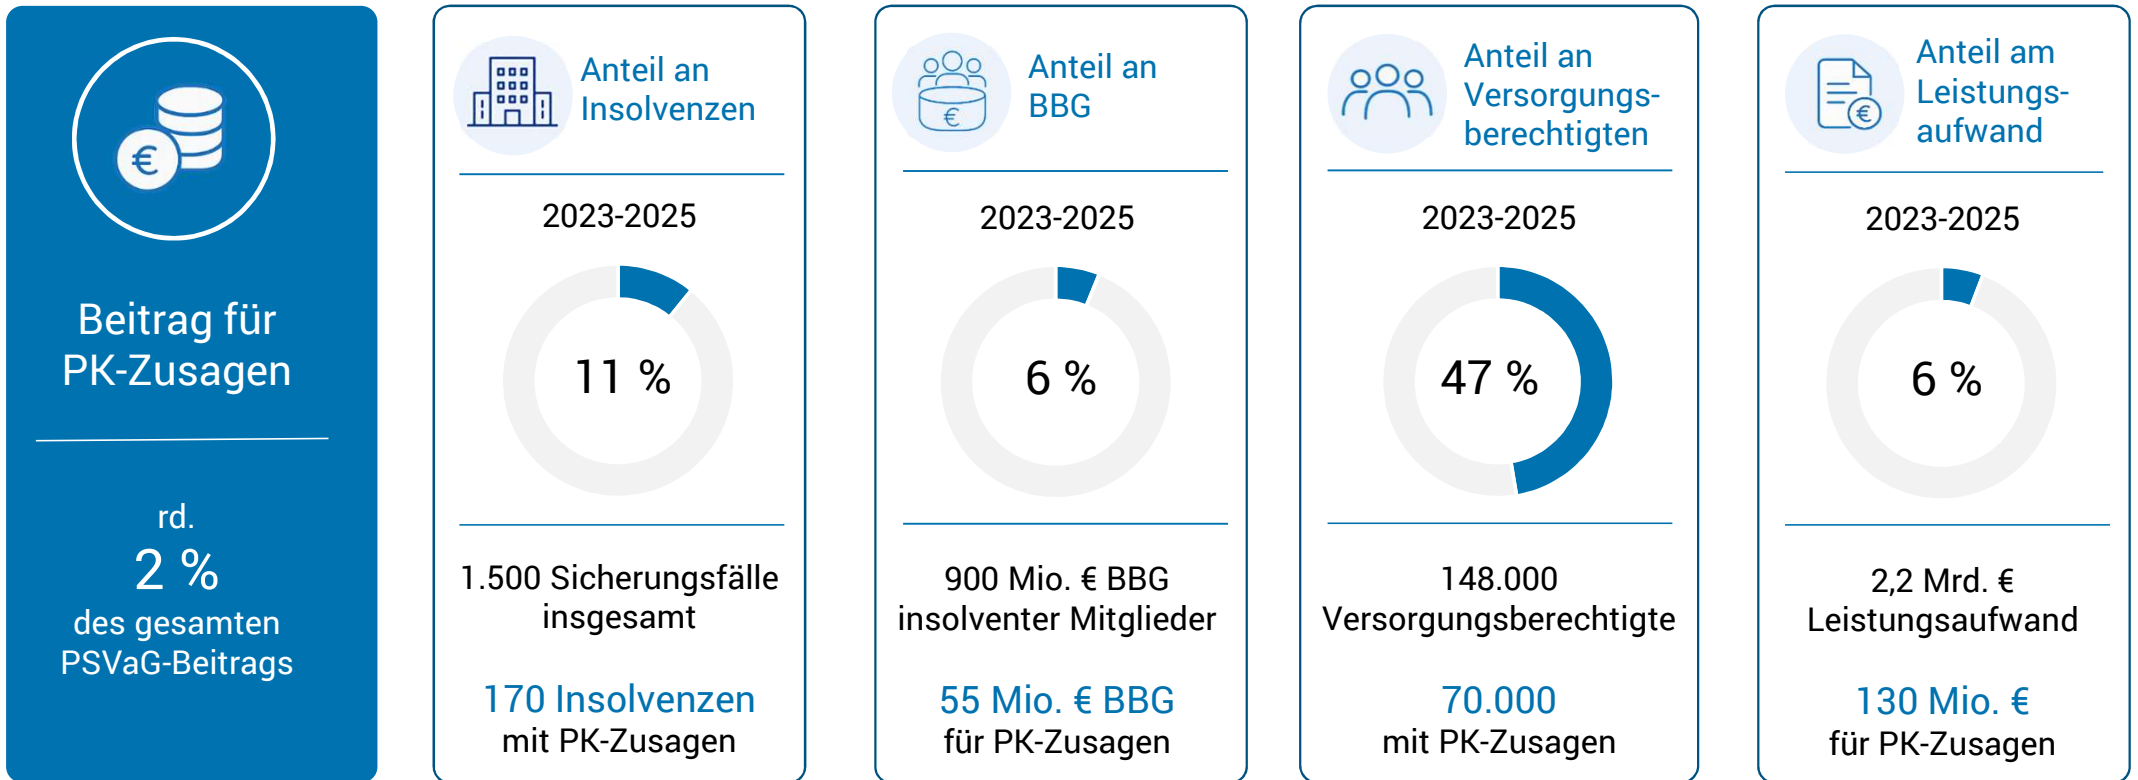 Beitrag für
PK-Zusagen
rd.
2 %
des gesamten
PSVaG-Beitrags
Anteil an
Insolvenzen
2023-2025
11 %
1.500 Sicherungsfälle
insgesamt
170 Insolvenzen
mit PK-Zusagen
Anteil an
BBG
2023-2025
6 %
900 Mio. € BBG
insolventer Mitglieder
55 Mio. € BBG
für PK-Zusagen
Anteil an
Versorgungs-
berechtigten
2023-2025
47 %
148.000
Versorgungsberechtigte
70.000
mit PK-Zusagen
Anteil am
Leistungs-
aufwand
2023-2025
6 %
2,2 Mrd. €
Leistungsaufwand
130 Mio. €
für PK-Zusagen